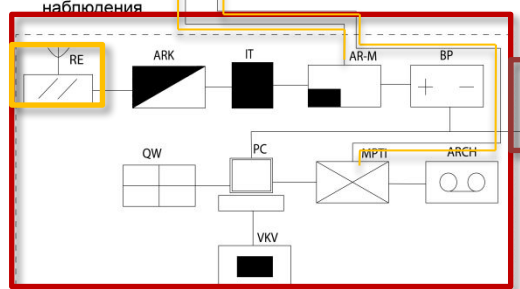 наблюдения
RE
ARK
IT
AR-M
BP
+ −
QW
PC
MPTI
ARCH
VKV